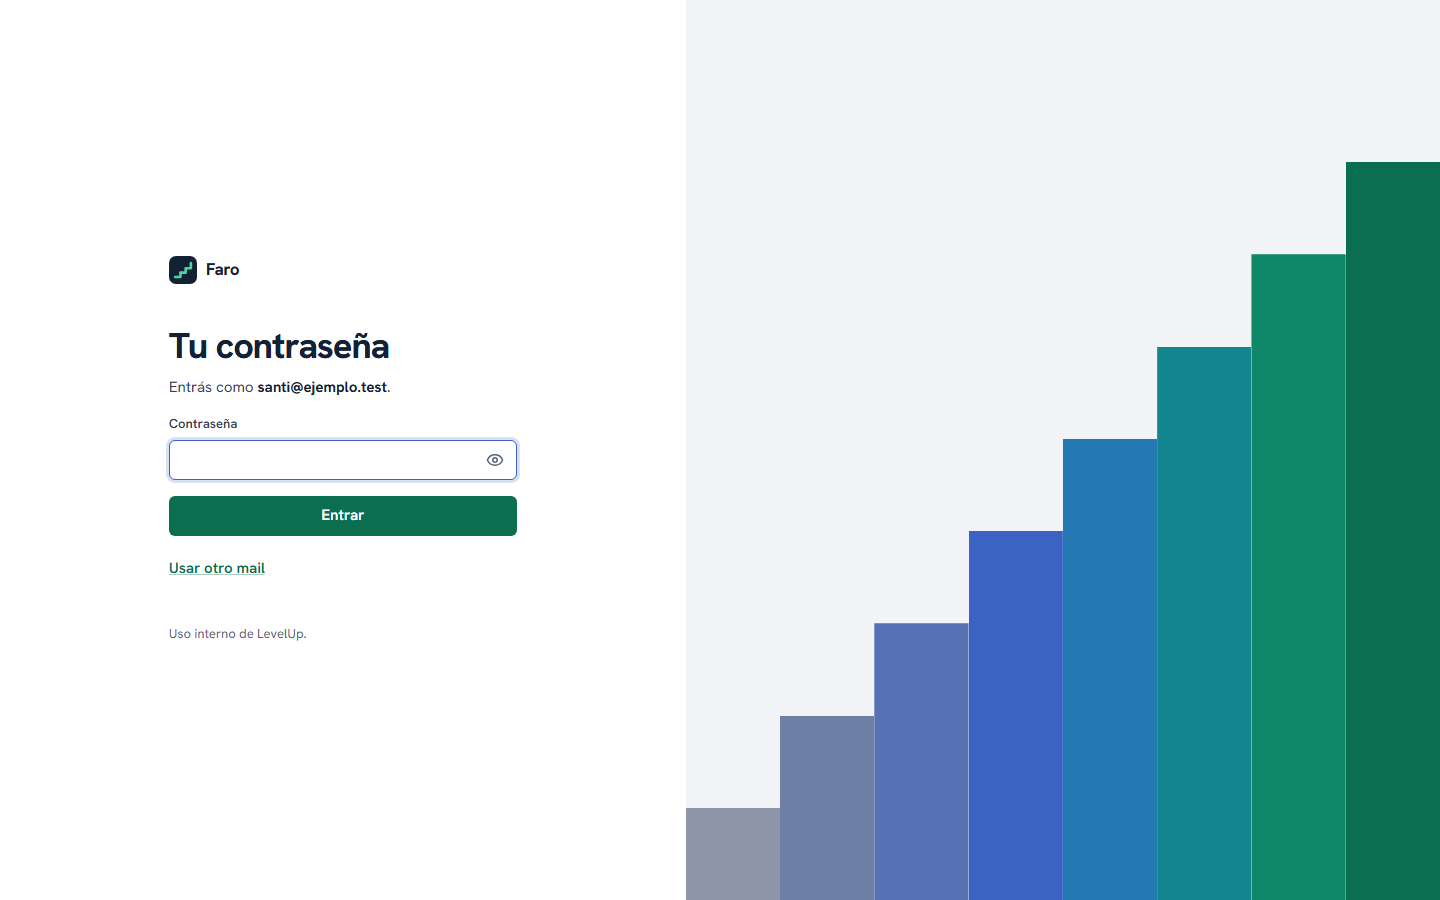 Faro
Tu contraseña
Entrás como santi@ejemplo.test.
Contraseña
Entrar
Usar otro mail
Uso interno de LevelUp.